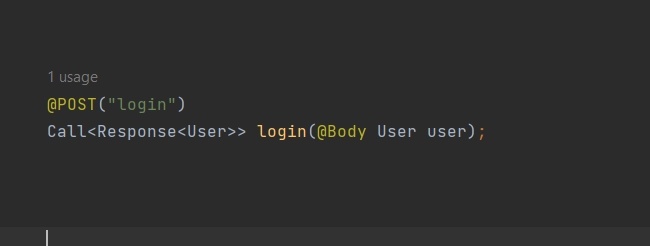 1 usage
@POST("login")
Call<Response<User>> login(@Body User user);